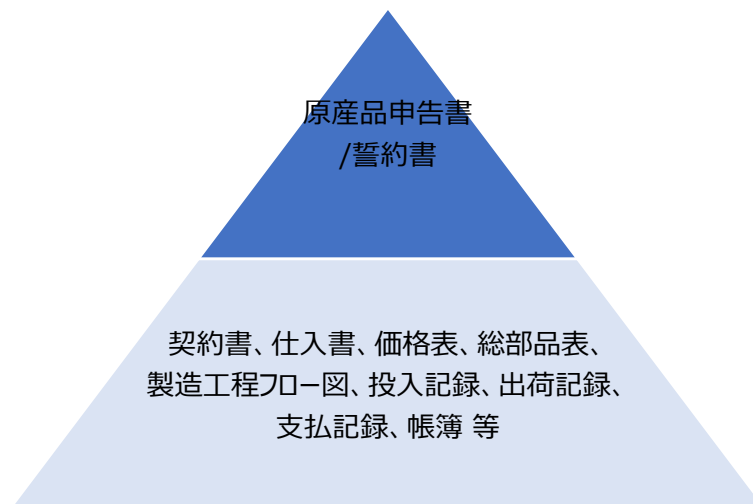 原産品申告書
/誓約書
契約書、仕入書、価格表、総部品表、
製造工程フロー図、投入記録、出荷記録、
支払記録、帳簿 等